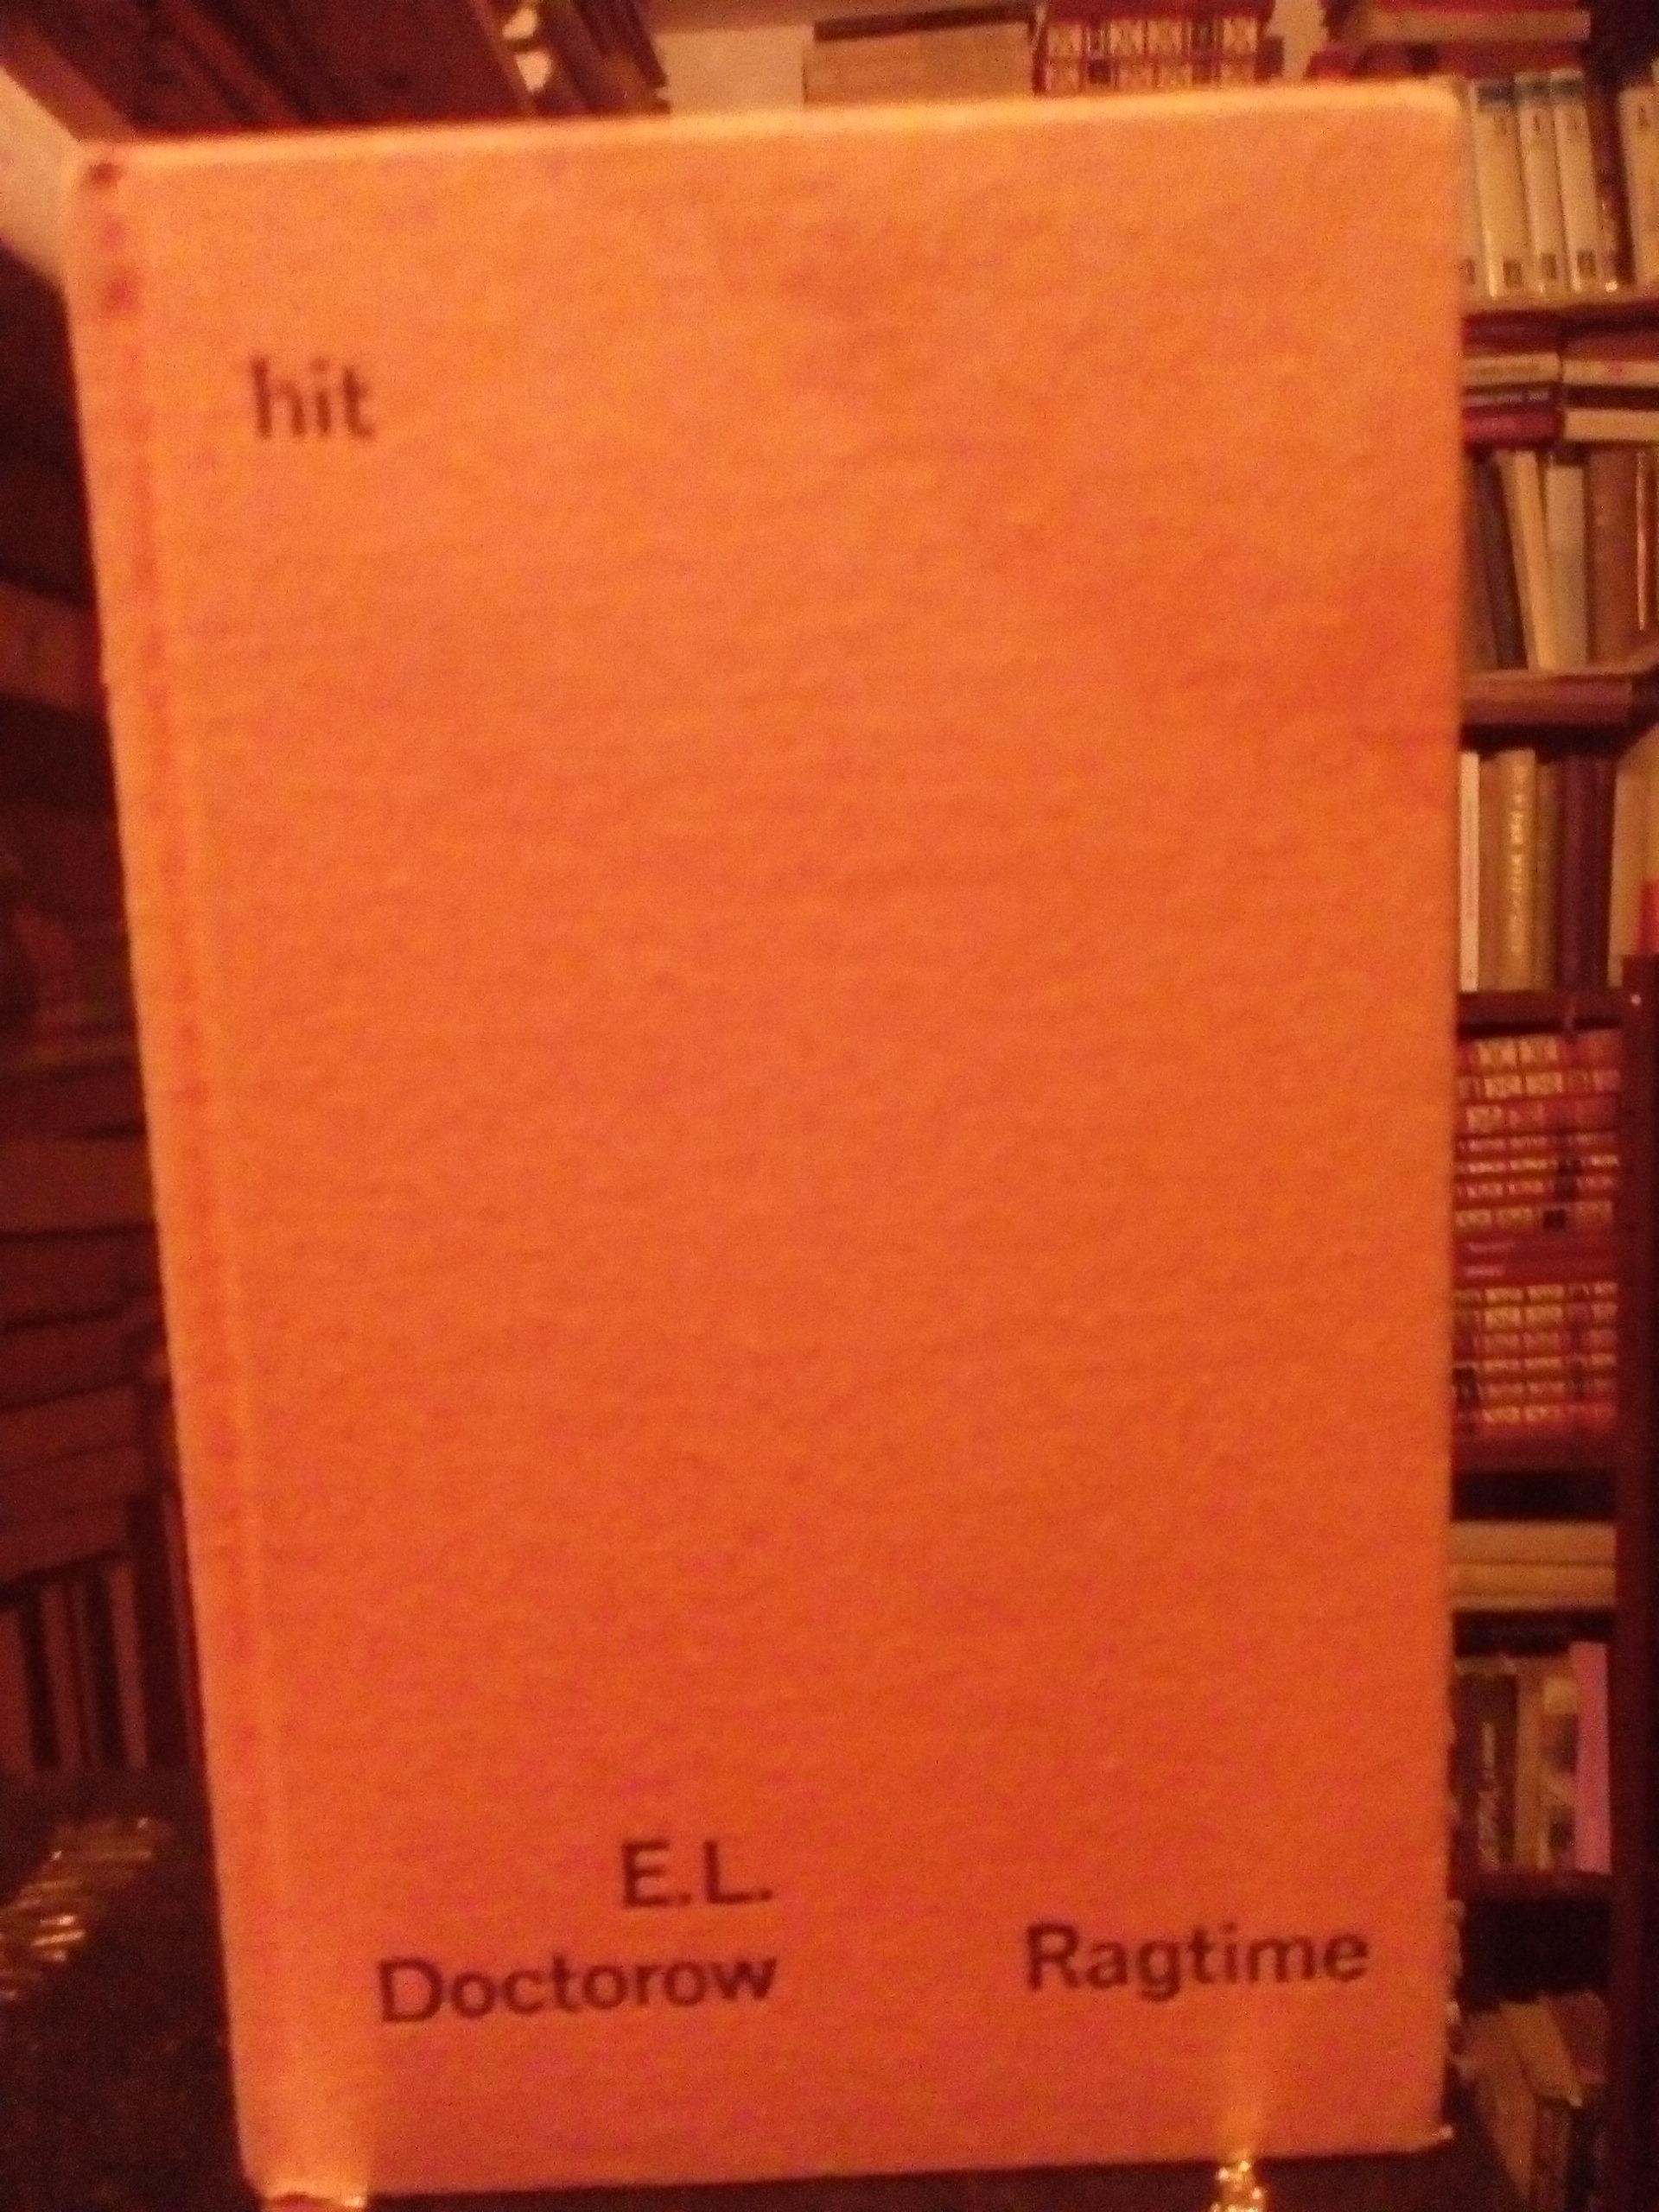 hit
E.L.
Doctorow
Ragtime